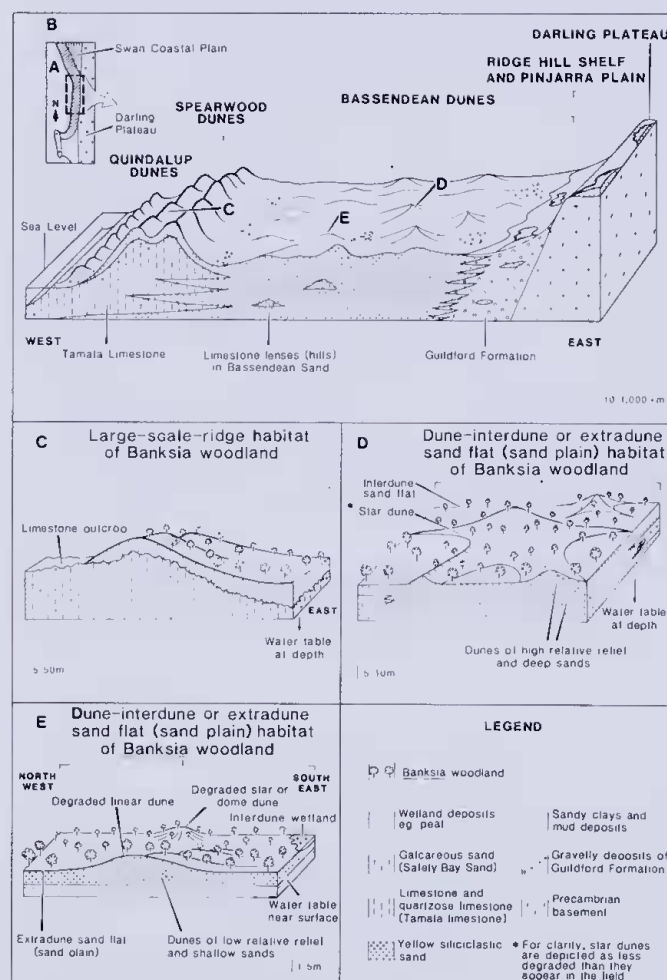 B
Swan Coastal Plain
A
N
Darling
Plateau
DARLING PLATEAU
RIDGE HILL SHELF
AND PINJARRA PLAIN
BASSENDEAN DUNES
SPEARWOOD
DUNES
QUINDALUP
DUNES
C
D
E
Sea Level
WEST
EAST
Tamala Limestone
Limestone lenses (hills)
in Bassendean Sand
Guildford Formation
C
Large-scale-ridge habitat
of Banksia woodland
Limestone outcrop
EAST
Water table
at depth
5-50m
D
Dune-interdune or extradune
sand flat (sand plain) habitat
of Banksia woodland
Interdune
sand flat
* Star dune
Water table
at depth
Dunes of high relative relief
and deep sands
E
Dune-interdune or extradune
sand flat (sand plain) habitat
of Banksia woodland
NORTH
WEST
SOUTH
EAST
Degraded linear dune
Degraded star or
dome dune
Interdune wetland
Water table
near surface
Extradune sand flat
(sand plain)
Dunes of low relative relief
and shallow sands
LEGEND
Banksia woodland
Wetland deposits
eg peat
Sandy clays and
mud deposits
Calcareous sand
(Safety Bay Sand)
Gravelly deposits of
Guildford Formation
Limestone and
quartzose limestone
(Tamala limestone)
Precambrian
basement
Yellow siliciclastic
sand
* For clarity, star dunes
are depicted as less
degraded than they
appear in the field